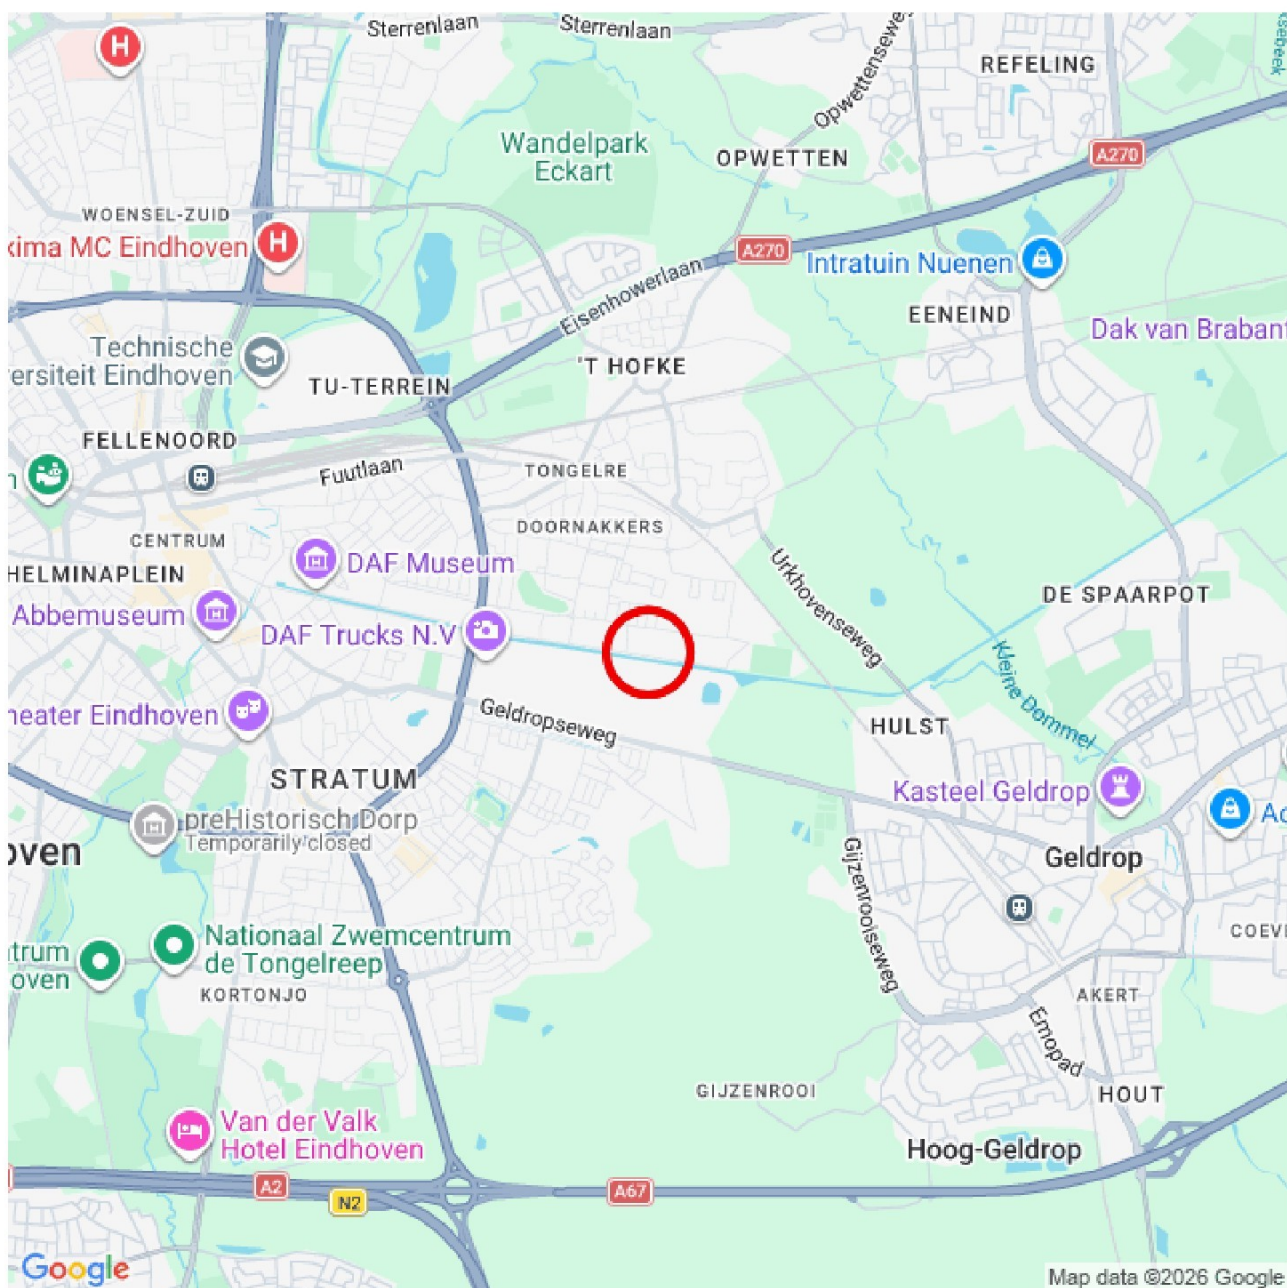 Sterrenlaan
Sterrenlaan
Opwettenseweg
REFELING
H
Wandelpark
Eckart
OPWETTEN
A270
WOENSEL-ZUID
xima MC Eindhoven
H
A270
Intratuin Nuenen
Eisenhowerlaan
EENEIND
Dak van Brabant
Technische
ersiteit Eindhoven
'T HOFKE
TU-TERREIN
FELLENOORD
Fuutlaan
TONGELRE
n
DOORNAKKERS
CENTRUM
DAF Museum
HELMINAPLEIN
Urkhovenseweg
DE SPAARPOT
Abbemuseum
DAF Trucks N.V
Kleine Dommel
heater Eindhoven
Geldropseweg
HULST
STRATUM
Kasteel Geldrop
preHistorisch Dorp
Temporarily closed
Ac
oven
Geldrop
Gijzenrooiseweg
Nationaal Zwemcentrum
de Tongelreep
ntrum
oven
COEVE
KORTONJO
AKERT
Emopad
GIJZENROOI
HOUT
Van der Valk
Hotel Eindhoven
Hoog-Geldrop
A2
N2
A67
Google
Map data ©2026 Google